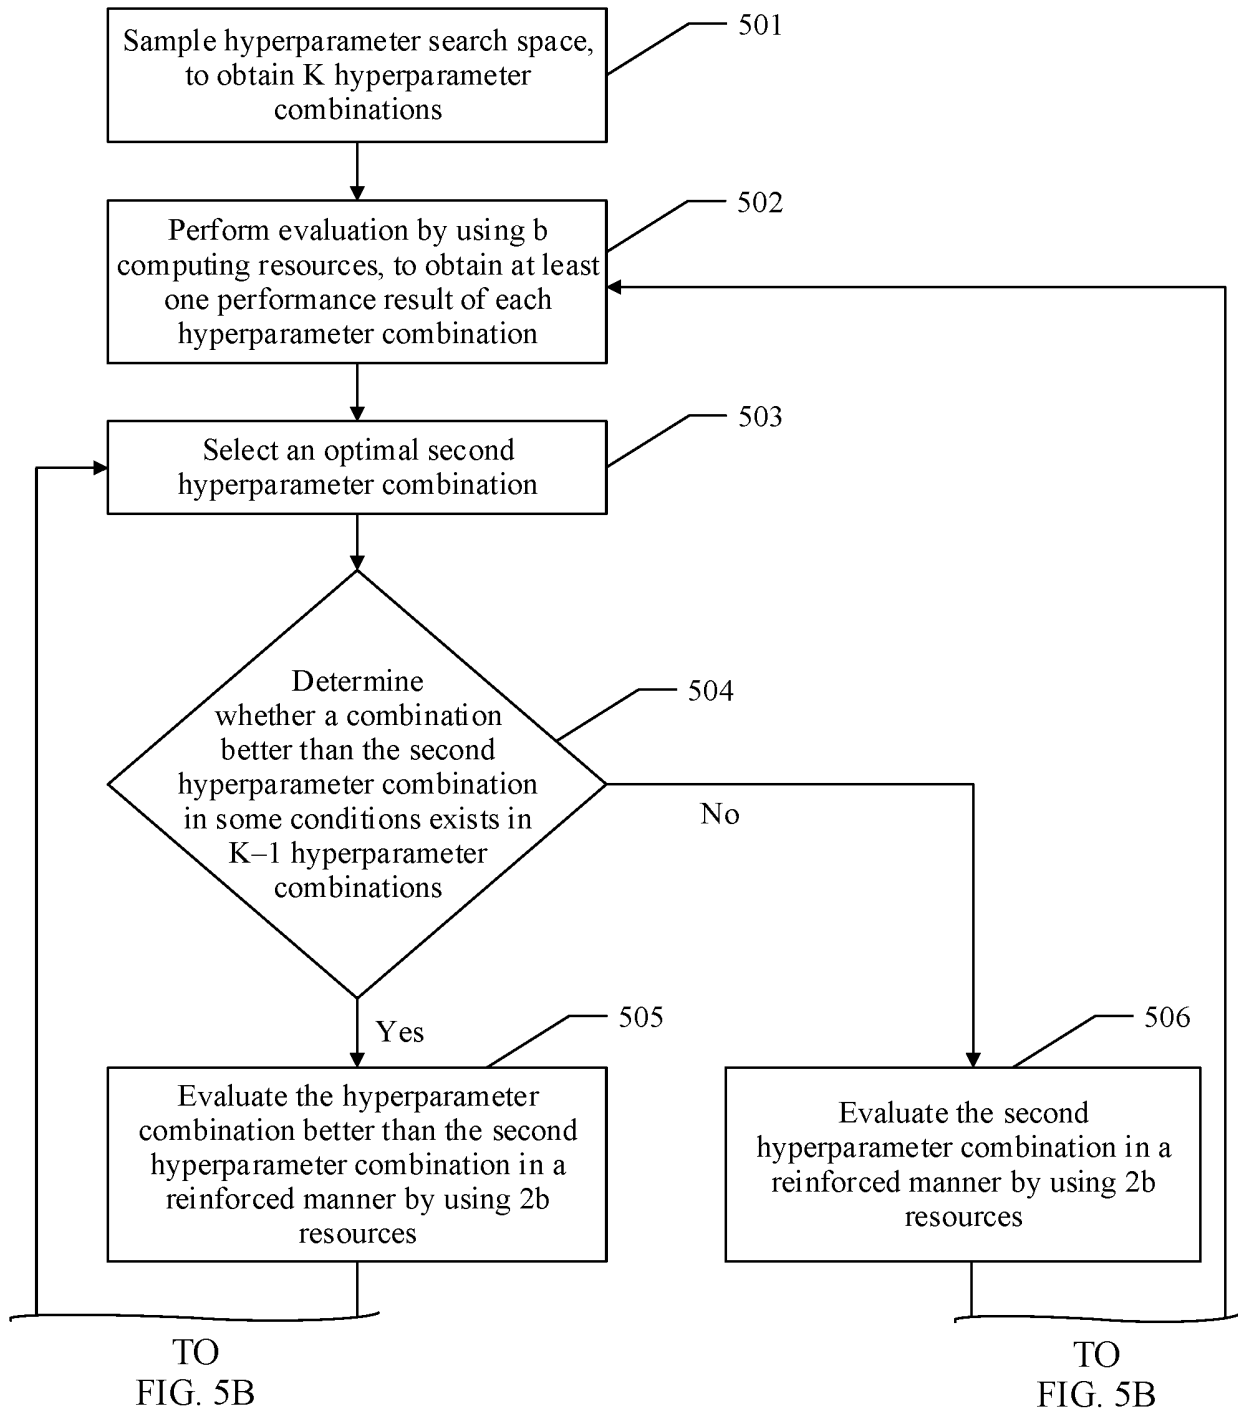 Sample hyperparameter search space,
to obtain K hyperparameter
combinations
501
Perform evaluation by using b
computing resources, to obtain at least
one performance result of each
hyperparameter combination
502
Select an optimal second
hyperparameter combination
503
Determine
whether a combination
better than the second
hyperparameter combination
in some conditions exists in
K–1 hyperparameter
combinations
504
No
Yes
505
Evaluate the hyperparameter
combination better than the second
hyperparameter combination in a
reinforced manner by using 2b
resources
506
Evaluate the second
hyperparameter combination in a
reinforced manner by using 2b
resources
TO
FIG. 5B
TO
FIG. 5B